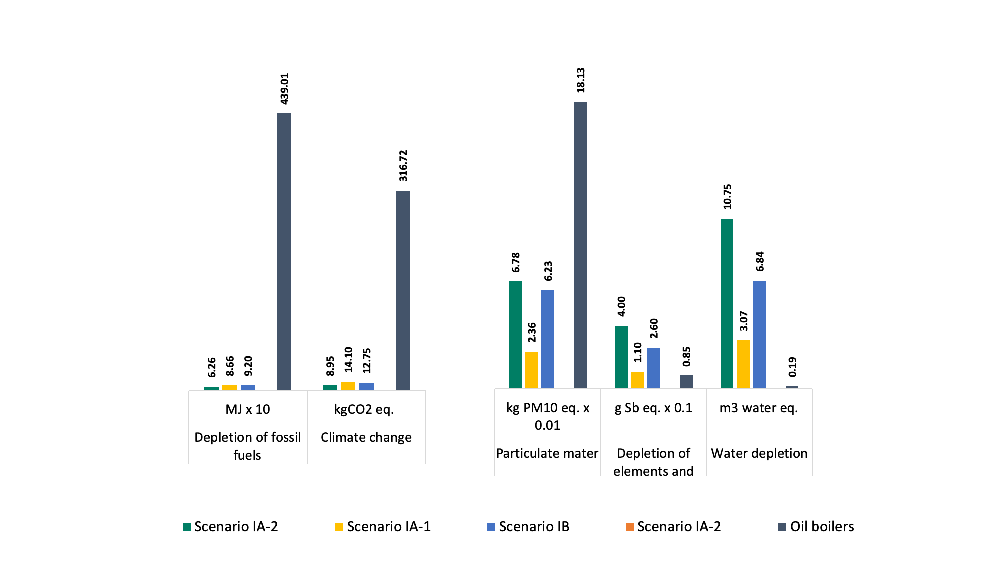 439.01
316.72
6.26
8.66
9.20
8.95
14.10
12.75
MJ x 10
kgCO2 eq.
Depletion of fossil
fuels
Climate change
18.13
10.75
6.78
2.36
6.23
4.00
1.10
2.60
0.85
3.07
6.84
0.19
kg PM10 eq. x
0.01
g Sb eq. x 0.1
m3 water eq.
Particulate mater
Depletion of
elements and
Water depletion
Scenario IA-2
Scenario IA-1
Scenario IB
Scenario IA-2
Oil boilers